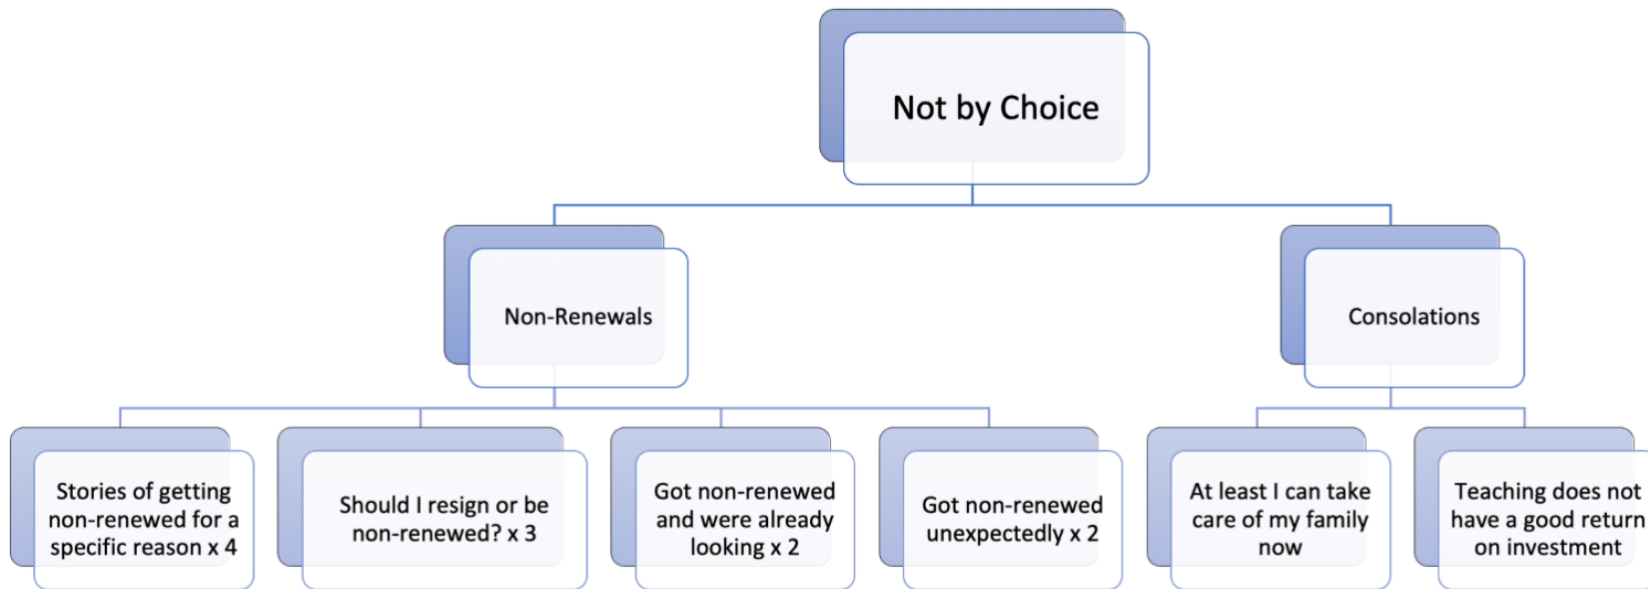 Not by Choice
Non-Renewals
Consolations
Stories of getting
non-renewed for a
specific reason x 4
Should I resign or be
non-renewed? x 3
Got non-renewed
and were already
looking x 2
Got non-renewed
unexpectedly x 2
At least I can take
care of my family
now
Teaching does not
have a good return
on investment